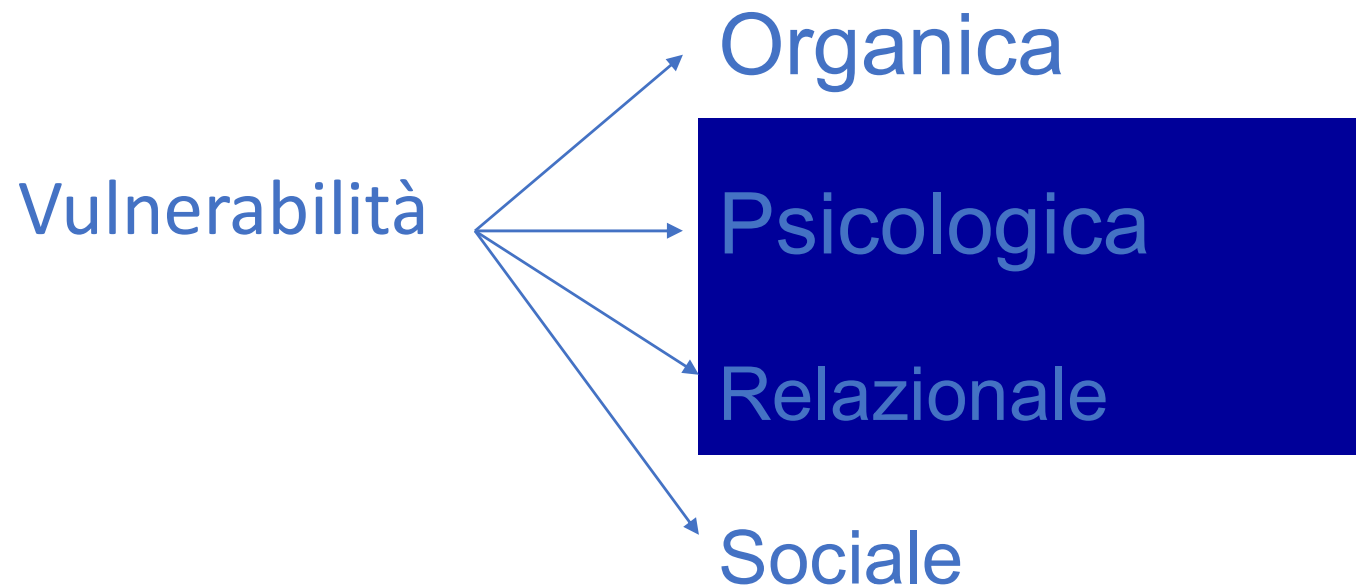 Organica
Vulnerabilità
Psicologica
Relazionale
Sociale